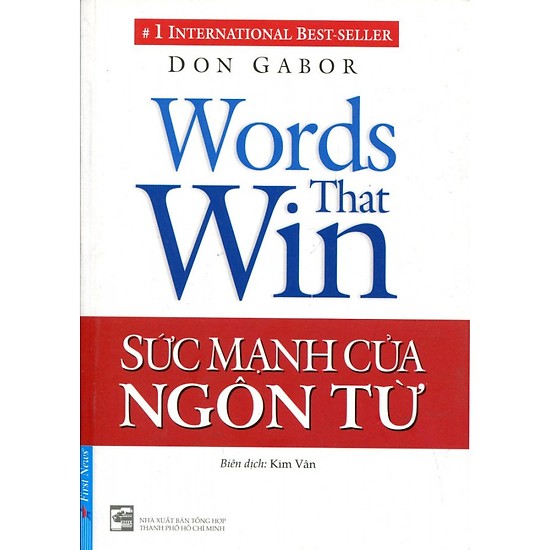 # 1 INTERNATIONAL BEST-SELLER
DON GABOR
Words
That
Win
SỨC MẠNH CỦA
NGÔN TỪ
Biên dịch: Kim Vân
First News
NHÀ XUẤT BẢN TỔNG HỢP
THÀNH PHỐ HỒ CHÍ MINH